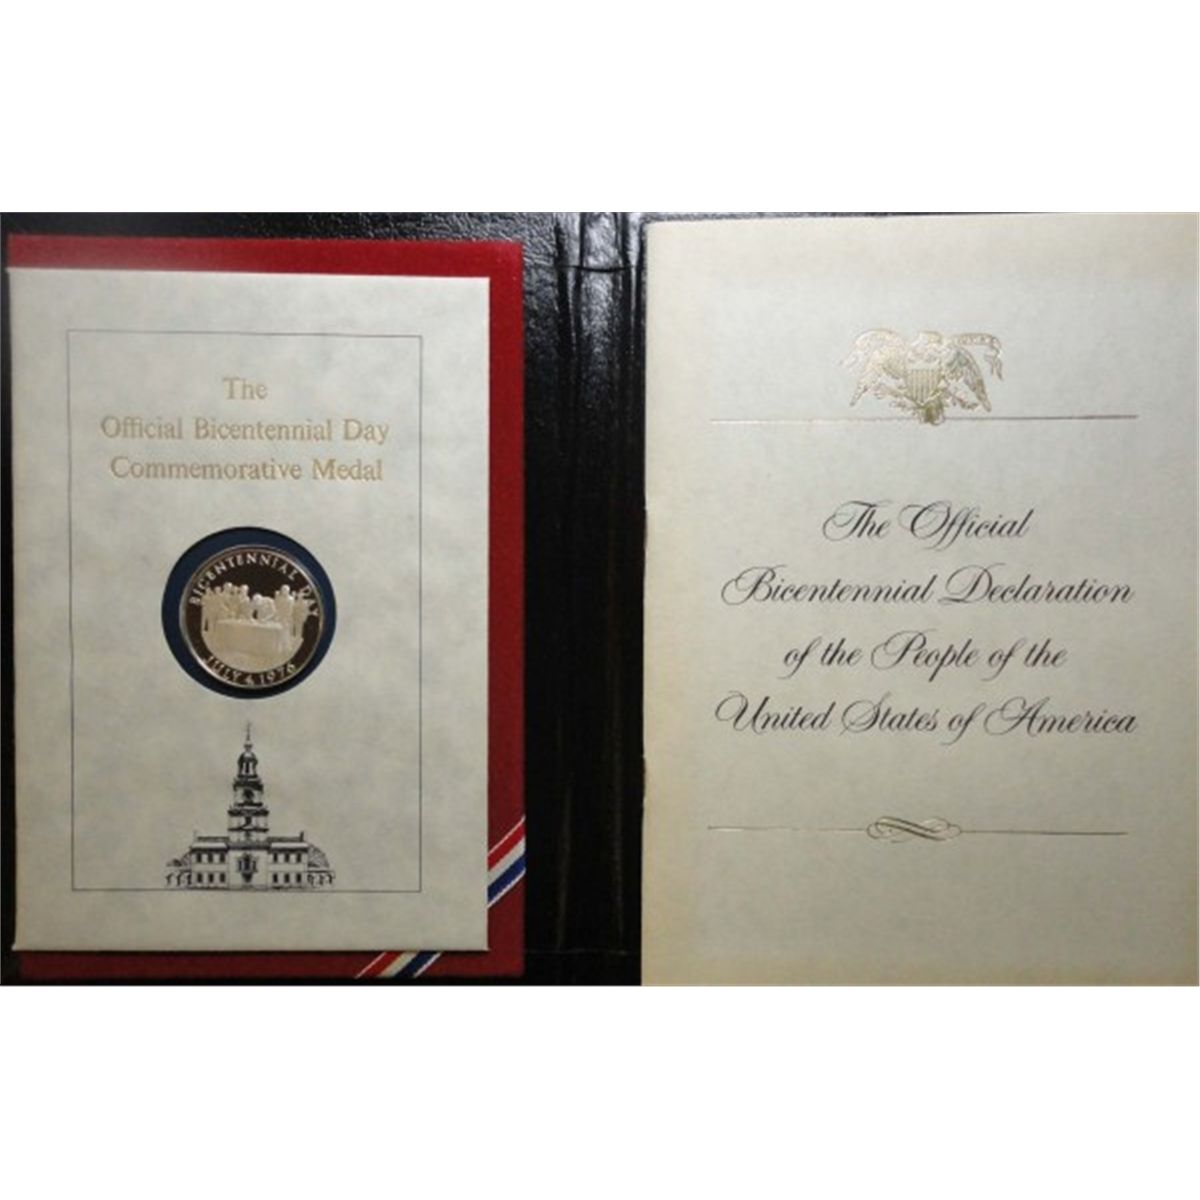 The
Official Bicentennial Day
Commemorative Medal
BICENTENNIAL DAY
JULY 4, 1976
The Official
Bicentennial Declaration
of the People of the
United States of America